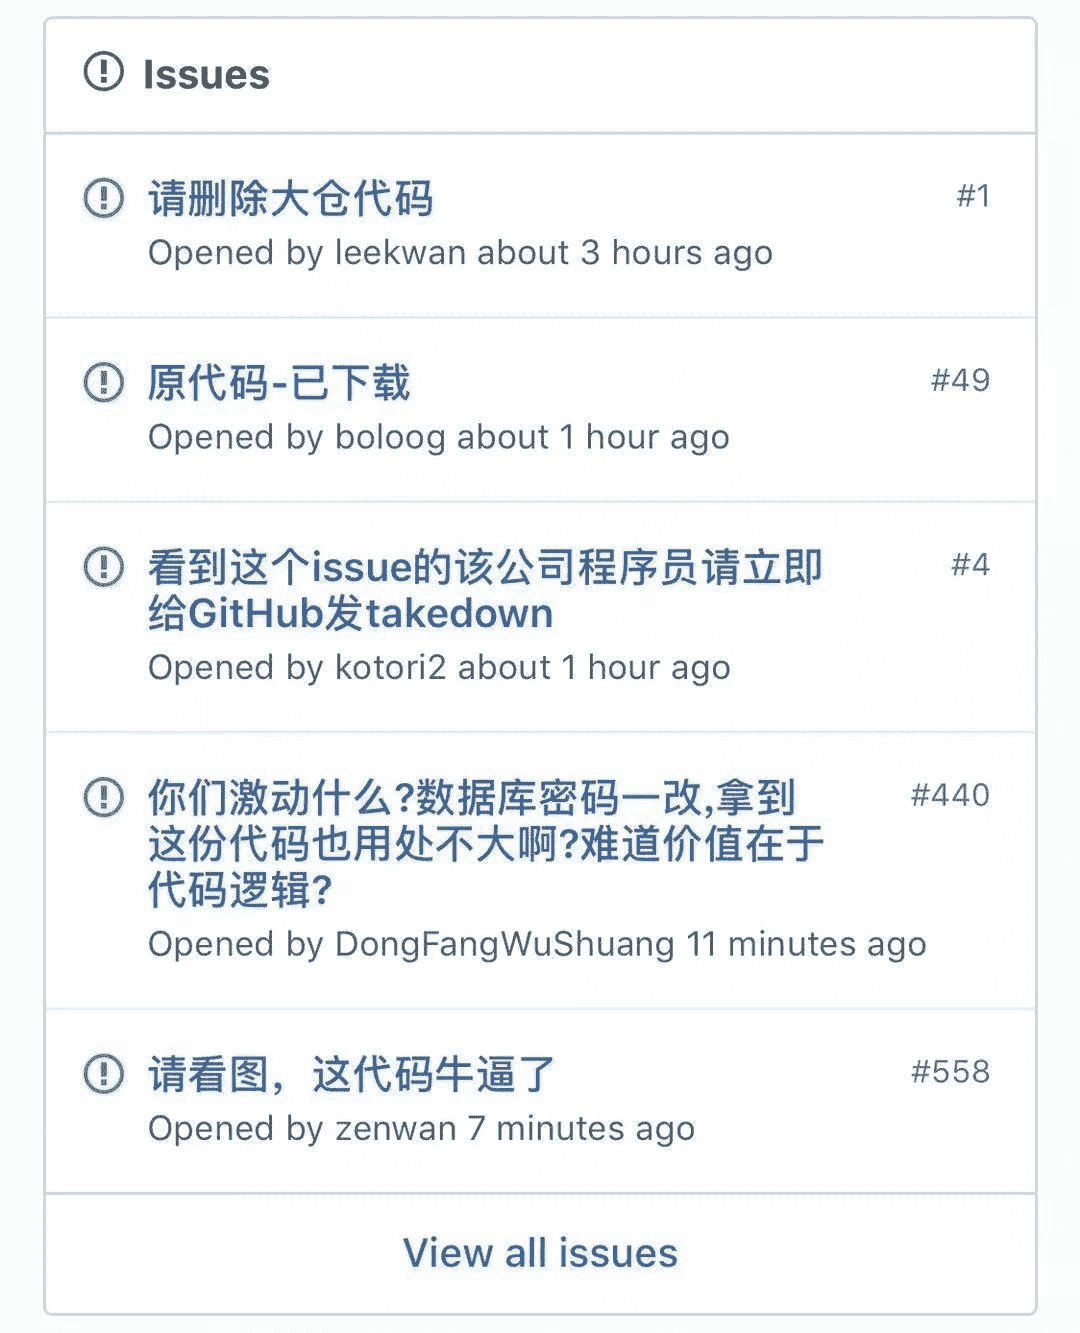 Issues
请删除大仓代码
#1
Opened by leekwan about 3 hours ago
原代码-已下载
#49
Opened by boloog about 1 hour ago
看到这个issue的该公司程序员请立即
#4
给GitHub发takedown
Opened by kotori2 about 1 hour ago
你们激动什么?数据库密码一改,拿到
#440
这份代码也用处不大啊?难道价值在于
代码逻辑?
Opened by DongFangWuShuang 11 minutes ago
请看图，这代码牛逼了
#558
Opened by zenwan 7 minutes ago
View all issues